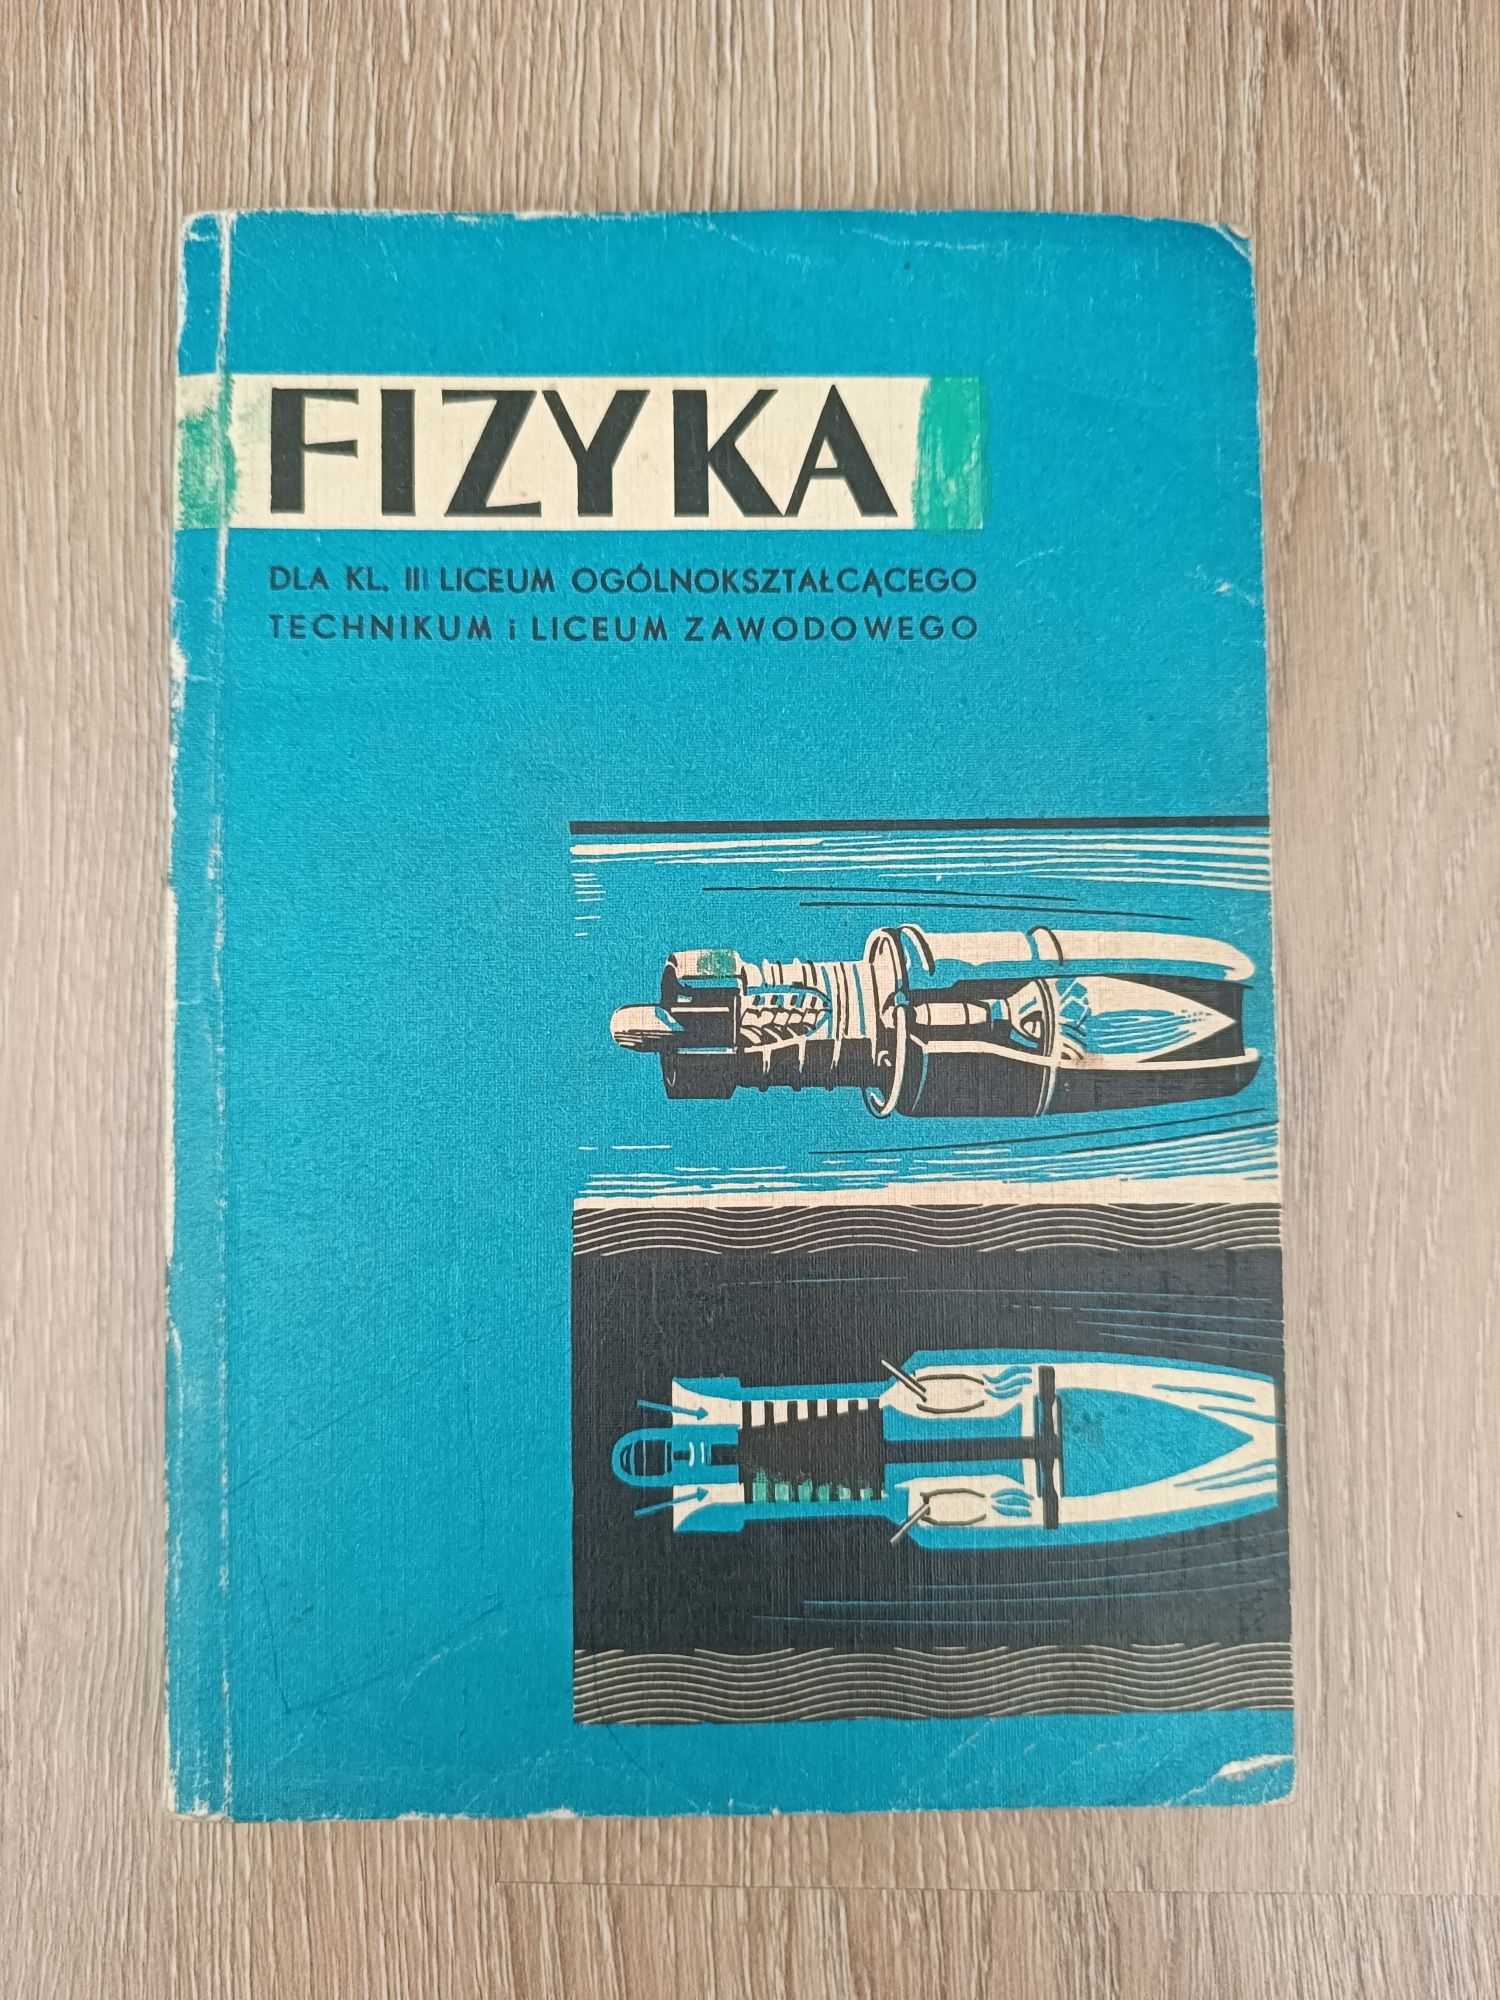 FIZYKA
DLA KL. III LICEUM OGÓLNOKSZTAŁCĄCEGO
TECHNIKUM i LICEUM ZAWODOWEGO